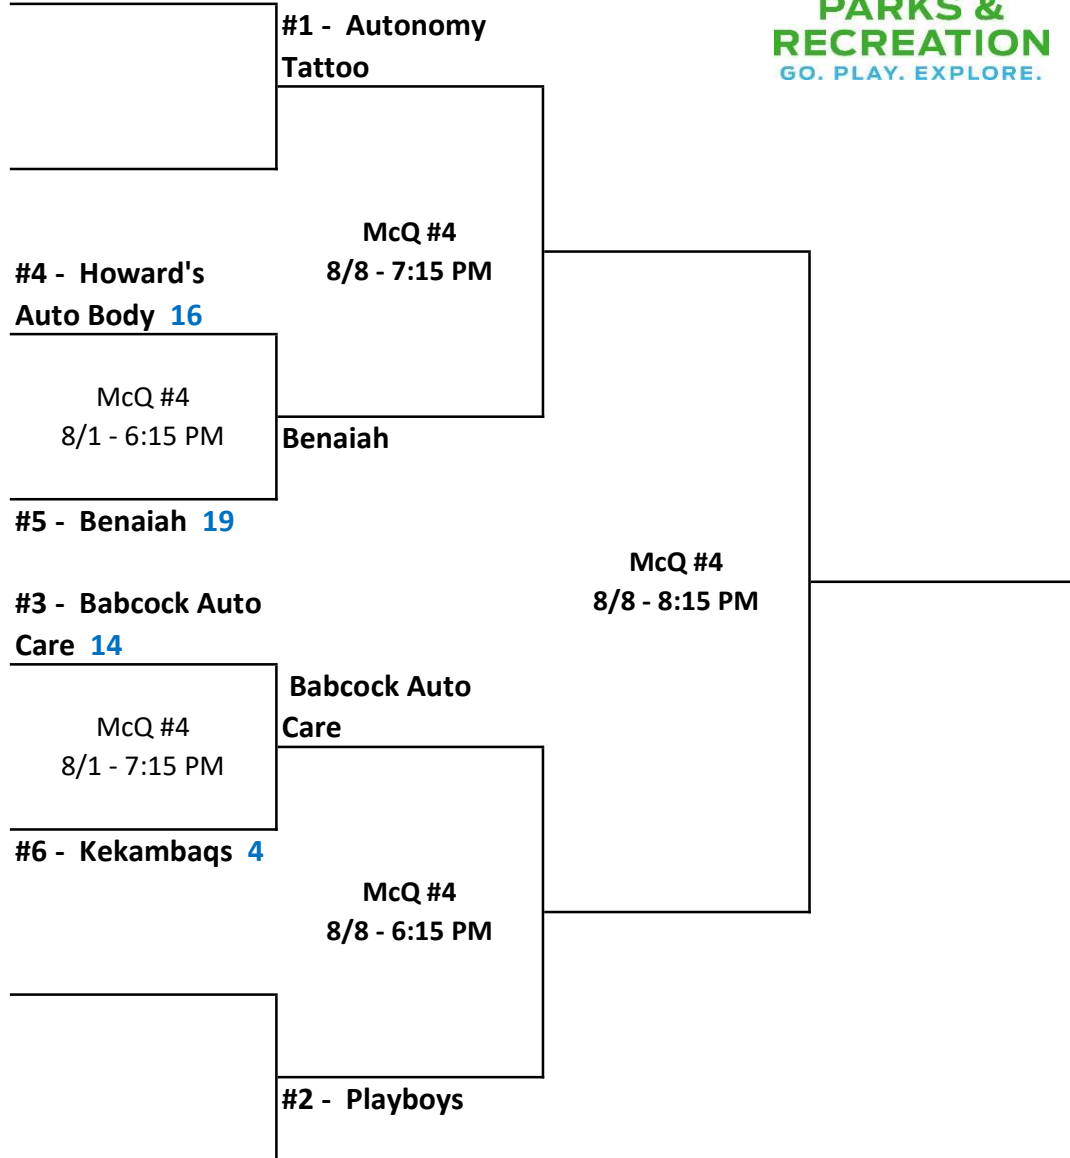 PARKS &
RECREATION
GO. PLAY. EXPLORE.
#1 - Autonomy
Tattoo
McQ #4
8/8 - 7:15 PM
#4 - Howard's
Auto Body 16
McQ #4
8/1 - 6:15 PM
Benaiah
#5 - Benaiah 19
McQ #4
8/8 - 8:15 PM
#3 - Babcock Auto
Care 14
Babcock Auto
Care
McQ #4
8/1 - 7:15 PM
#6 - Kekambaqs 4
McQ #4
8/8 - 6:15 PM
#2 - Playboys